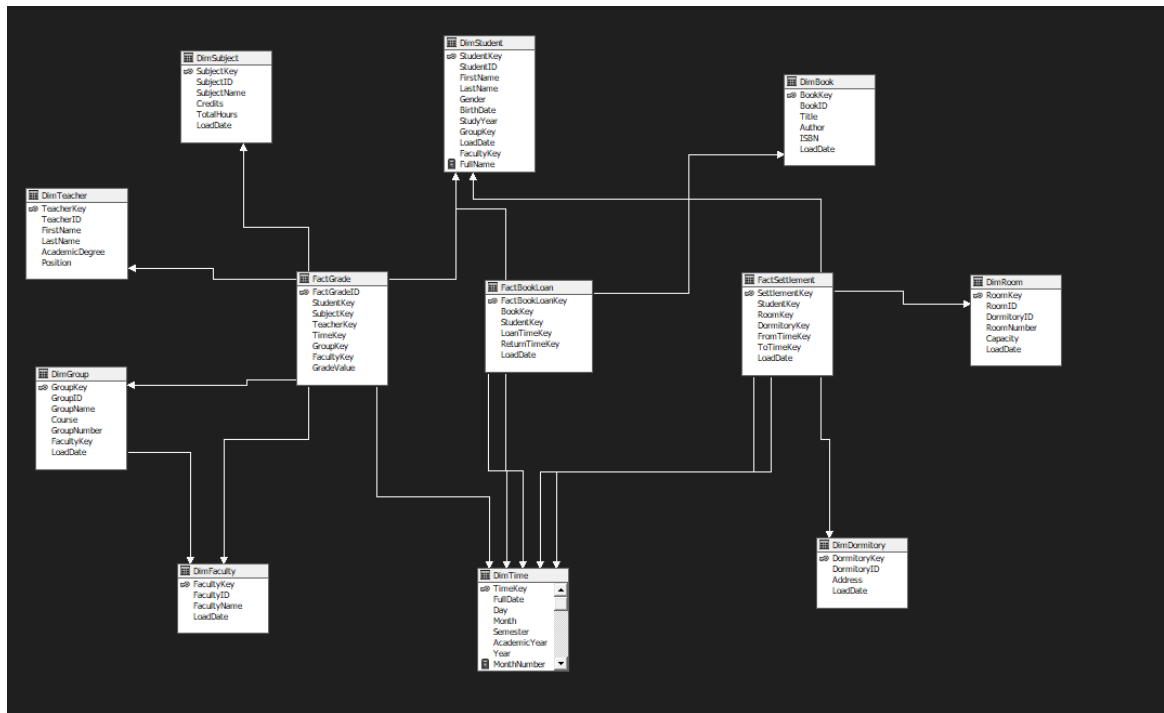 DimSubject
SubjectKey
SubjectID
SubjectName
Credits
TotalHours
LoadDate
DimStudent
StudentKey
StudentID
FirstName
LastName
Gender
BirthDate
StudyYear
GroupKey
LoadDate
FacultyKey
FullName
DimBook
BookKey
BookID
Title
Author
ISBN
LoadDate
DimTeacher
TeacherKey
TeacherID
FirstName
LastName
AcademicDegree
Position
FactGrade
FactGradeID
StudentKey
SubjectKey
TeacherKey
TimeKey
GroupKey
FacultyKey
GradeValue
FactBookLoan
FactBookLoanKey
BookKey
StudentKey
LoanTimeKey
ReturnTimeKey
LoadDate
FactSettlement
SettlementKey
StudentKey
RoomKey
DormitoryKey
FromTimeKey
ToTimeKey
LoadDate
DimRoom
RoomKey
RoomID
DormitoryID
RoomNumber
Capacity
LoadDate
DimGroup
GroupKey
GroupID
GroupName
Course
GroupNumber
FacultyKey
LoadDate
DimFaculty
FacultyKey
FacultyID
FacultyName
LoadDate
DimTime
TimeKey
FullDate
Day
Month
Semester
AcademicYear
Year
MonthNumber
DimDormitory
DormitoryKey
DormitoryID
Address
LoadDate